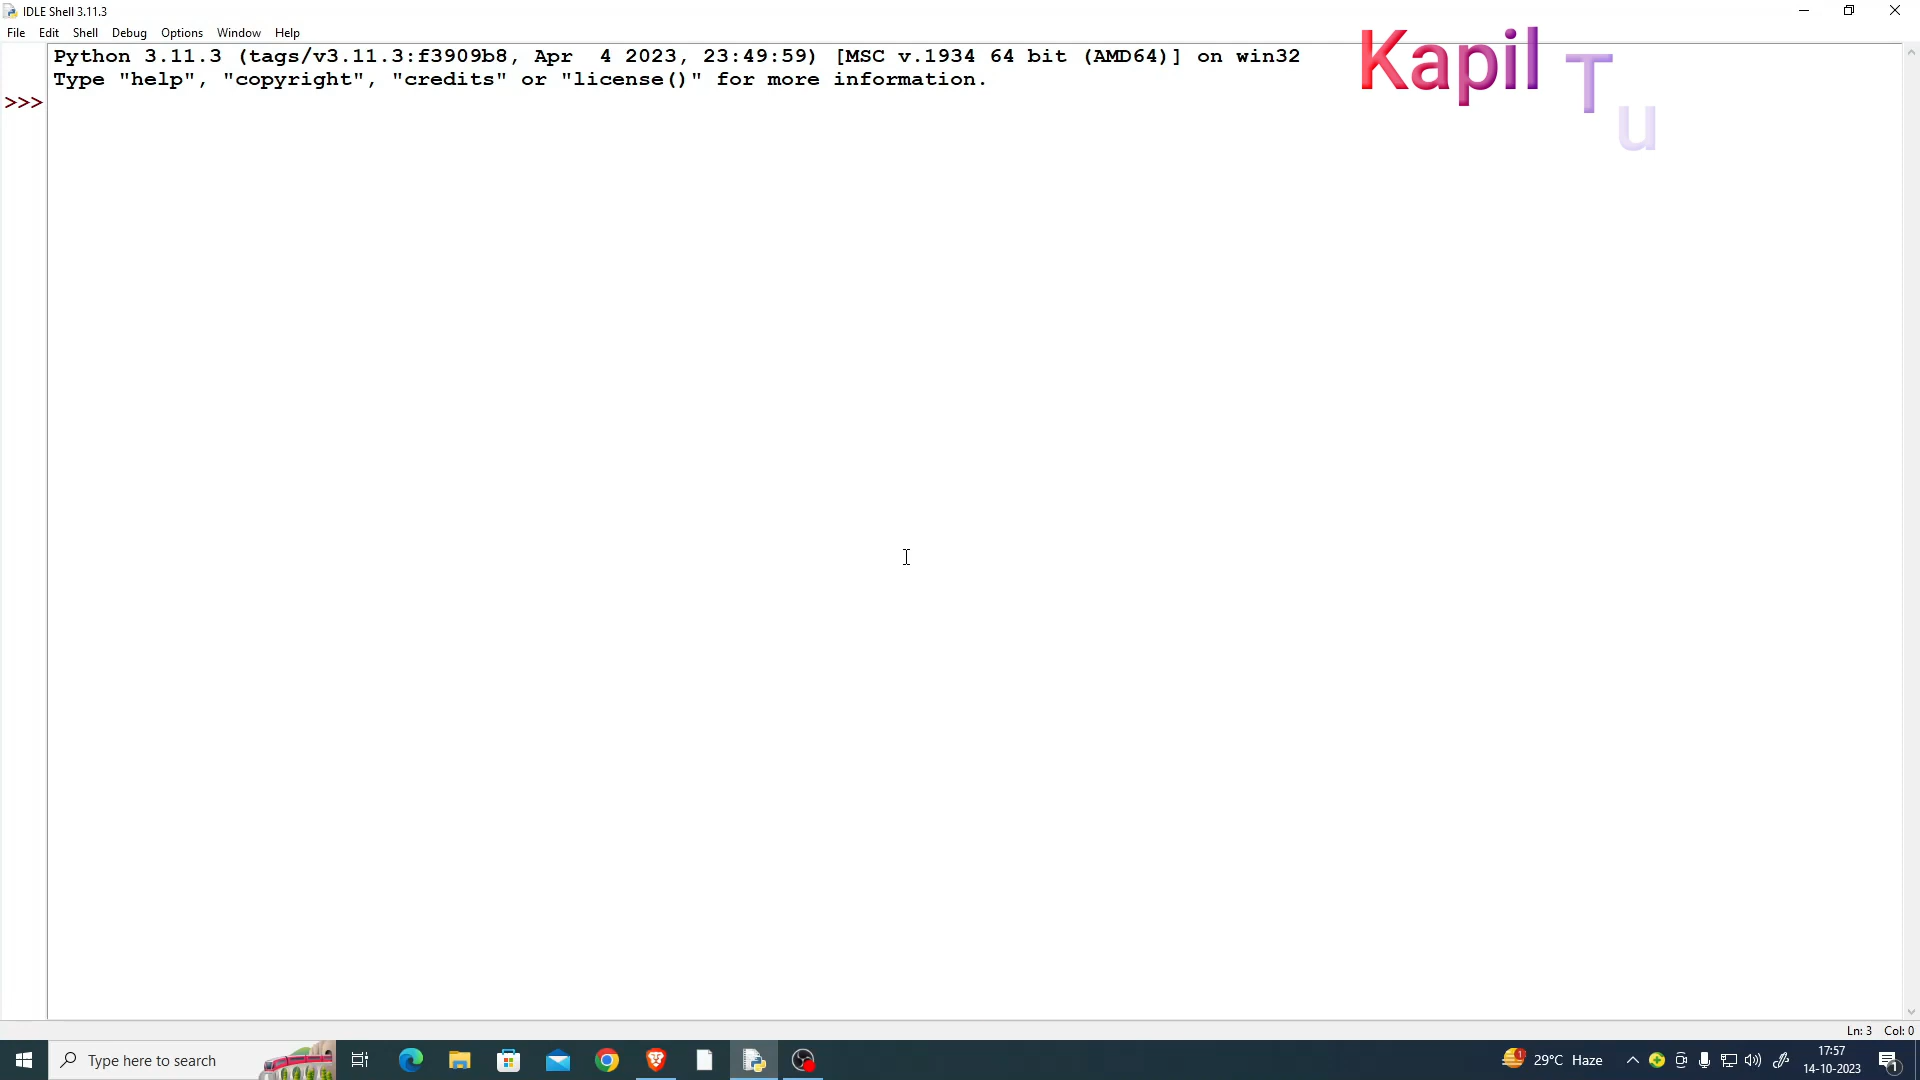 IDLE Shell 3.11.3
File Edit Shell Debug Options Window Help
Python 3.11.3 (tags/v3.11.3:f3909b8, Apr  4 2023, 23:49:59) [MSC v.1934 64 bit (AMD64)] on win32
Type "help", "copyright", "credits" or "license()" for more information.
>>>
Kapil Tu
Ln: 3 Col: 0
Type here to search
1
29°C Haze
17:57
14-10-2023
1